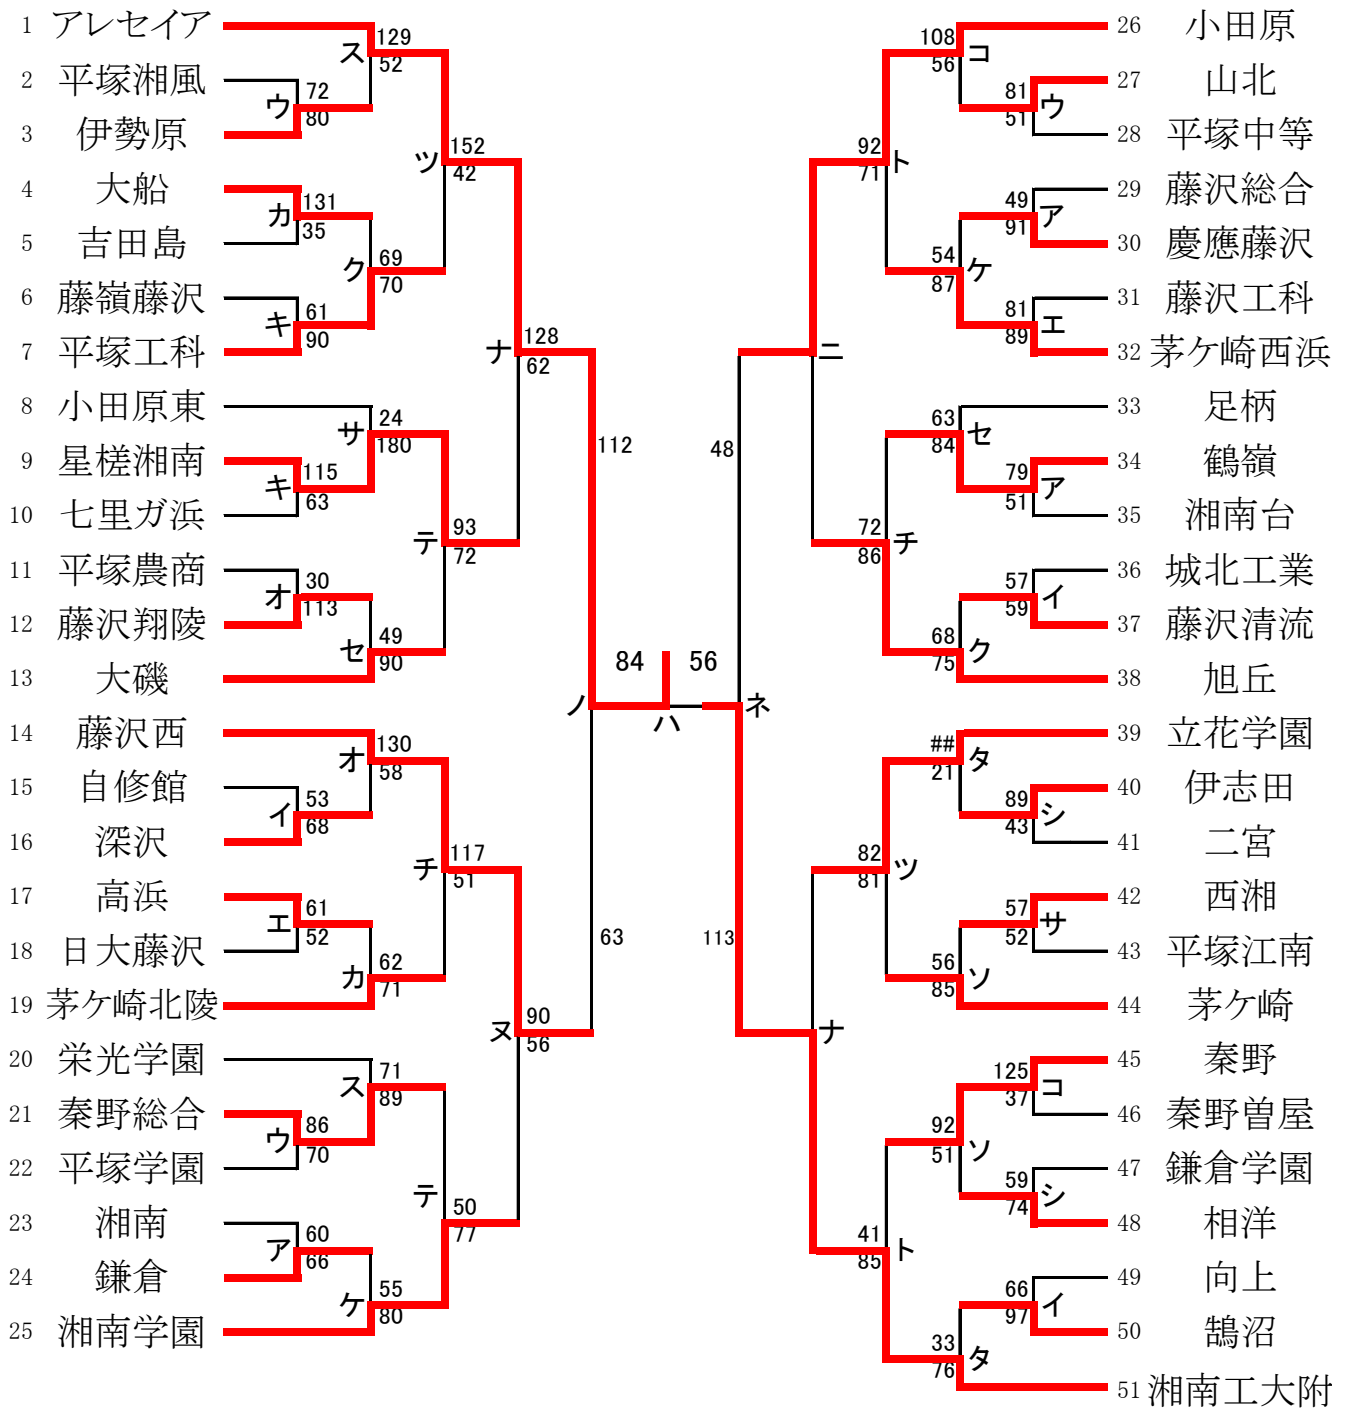 1 アレセイア
2 平塚湘風
3 伊勢原
4 大船
5 吉田島
6 藤嶺藤沢
7 平塚工科
8 小田原東
9 星槎湘南
10 七里ガ浜
11 平塚農商
12 藤沢翔陵
13 大磯
14 藤沢西
15 自修館
16 深沢
17 高浜
18 日大藤沢
19 茅ケ崎北陵
20 栄光学園
21 秦野総合
22 平塚学園
23 湘南
24 鎌倉
25 湘南学園
ウ 72
80
カ 131
35
キ 61
90
キ 115
63
オ 30
113
イ 53
68
エ 61
52
ウ 86
70
ア 60
66
ス 129
52
ク 69
70
サ 24
180
セ 49
90
オ 130
58
カ 62
71
ス 71
89
ケ 55
80
ツ 152
42
テ 93
72
チ 117
51
テ 50
77
ナ 128
62
ヌ 90
56
112
ノ
63
84 56
ハ
48
ネ
113
ニ
ナ
92 ト
71
72 チ
86
82 ツ
81
41 ト
85
108 コ
56
54 ケ
87
63 セ
84
68 ク
75
## タ
21
56 ソ
85
92 ソ
51
33 タ
76
81 ウ
51
49 ア
91
81 エ
89
79 ア
51
57 イ
59
89 シ
43
57 サ
52
125 コ
37
59 シ
74
66 イ
97
26 小田原
27 山北
28 平塚中等
29 藤沢総合
30 慶應藤沢
31 藤沢工科
32 茅ケ崎西浜
33 足柄
34 鶴嶺
35 湘南台
36 城北工業
37 藤沢清流
38 旭丘
39 立花学園
40 伊志田
41 二宮
42 西湘
43 平塚江南
44 茅ケ崎
45 秦野
46 秦野曽屋
47 鎌倉学園
48 相洋
49 向上
50 鵠沼
51 湘南工大附